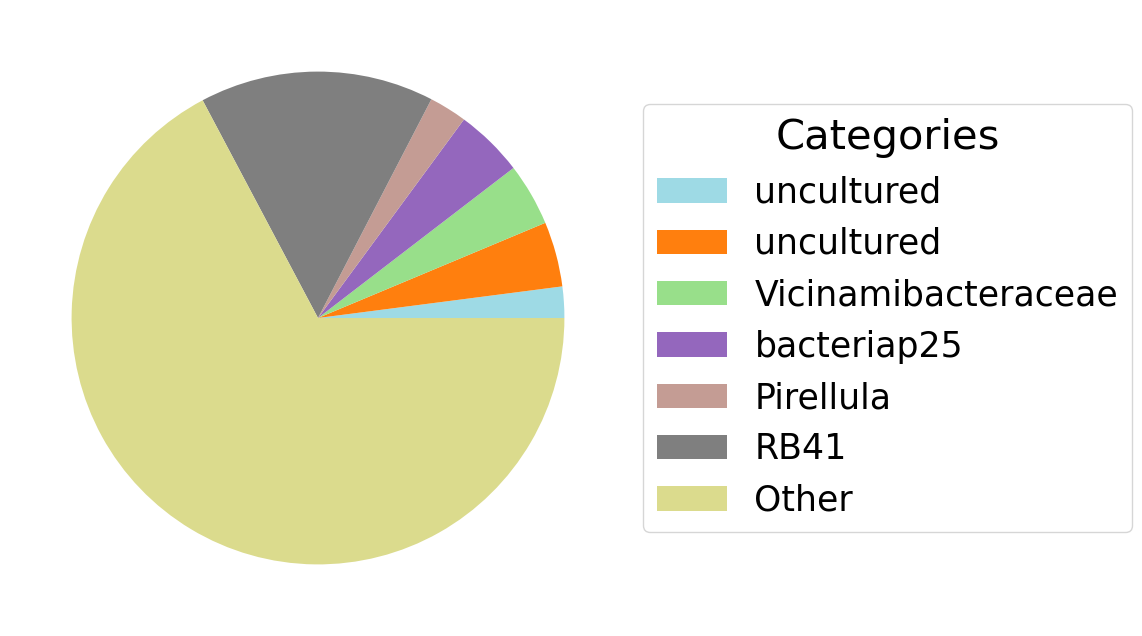 Categories
uncultured
uncultured
Vicinamibacteraceae
bacteriap25
Pirellula
RB41
Other